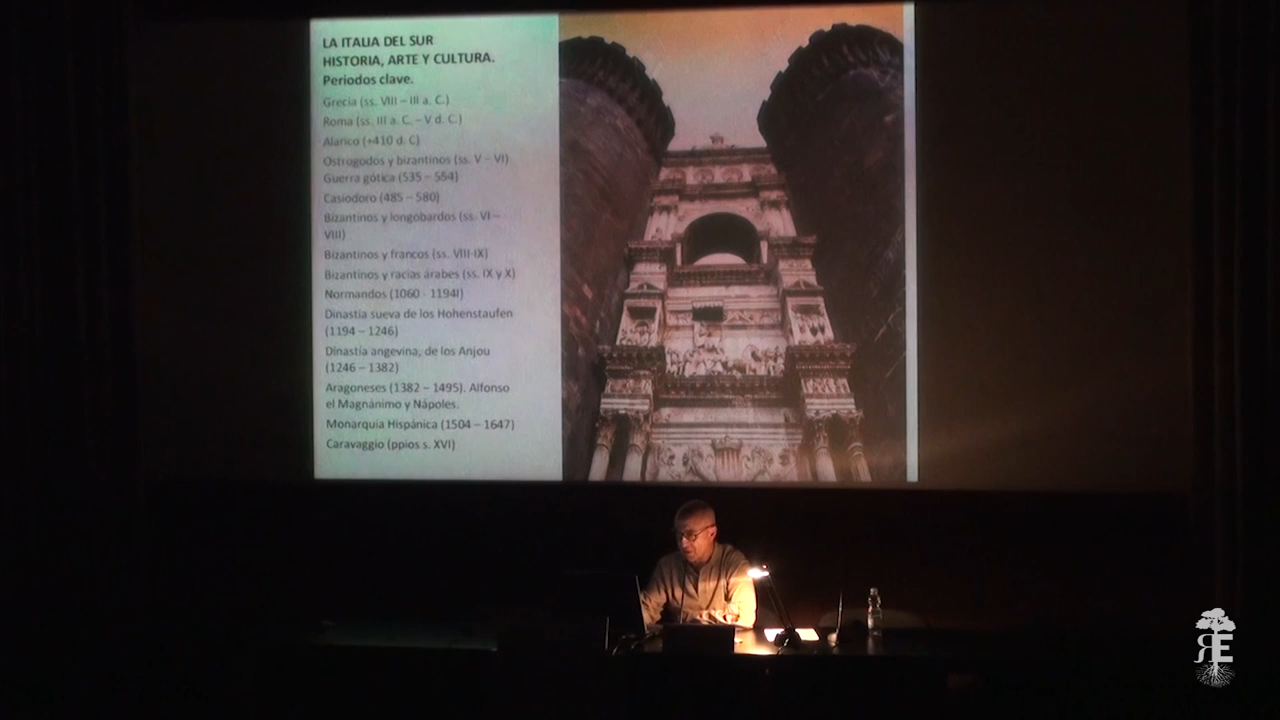 LA ITALIA DEL SUR
HISTORIA, ARTE Y CULTURA.
Periodos clave.
Grecia (ss. VIII – III a. C.)
Roma (ss. III a. C. – V d. C.)
Alarico (+410 d. C)
Ostrogodos y bizantinos (ss. V – VI)
Guerra gótica (535 – 554)
Casiodoro (485 – 580)
Bizantinos y longobardos (ss. VI –
VIII)
Bizantinos y francos (ss. VIII-IX)
Bizantinos y racias árabes (ss. IX y X)
Normandos (1060 - 1194l)
Dinastía sueva de los Hohenstaufen
(1194 – 1246)
Dinastía angevina, de los Anjou
(1246 – 1382)
Aragoneses (1382 – 1495). Alfonso
el Magnánimo y Nápoles.
Monarquía Hispánica (1504 – 1647)
Caravaggio (ppios s. XVI)
RE